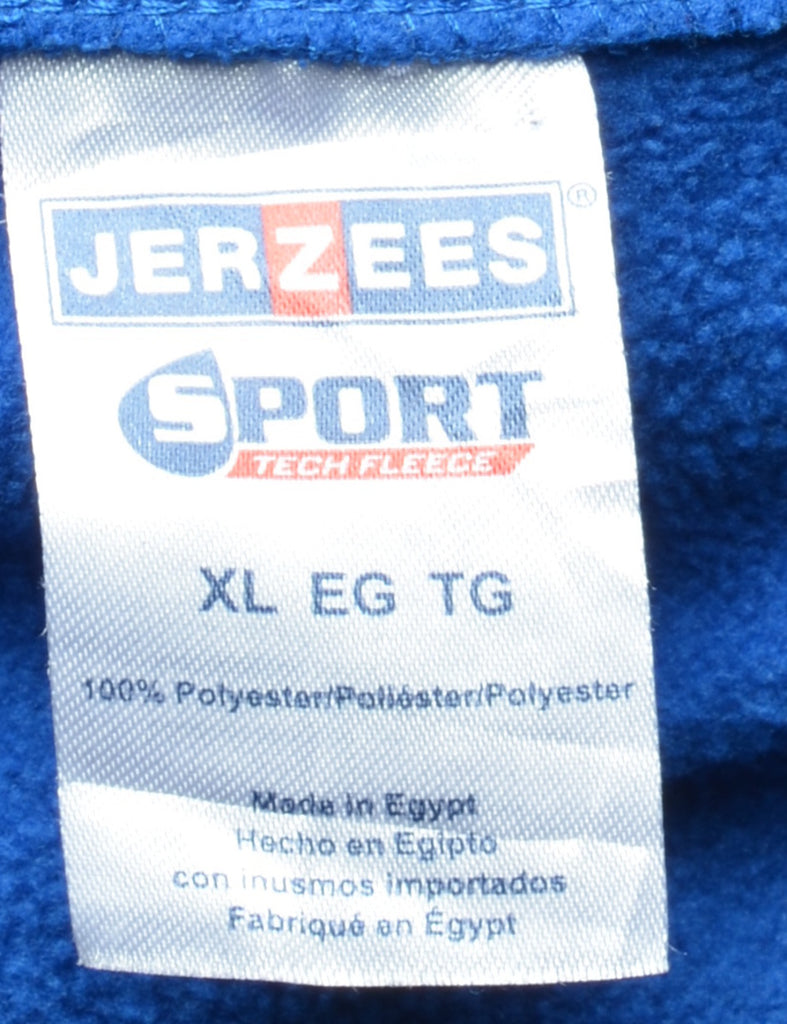 JERZEES®
SPORT
TECH FLEECE
XL EG TG
100% Polyester/Poliéster/Polyester
Made in Egypt
Hecho en Egipto
con inusmos importados
Fabriqué en Égypt